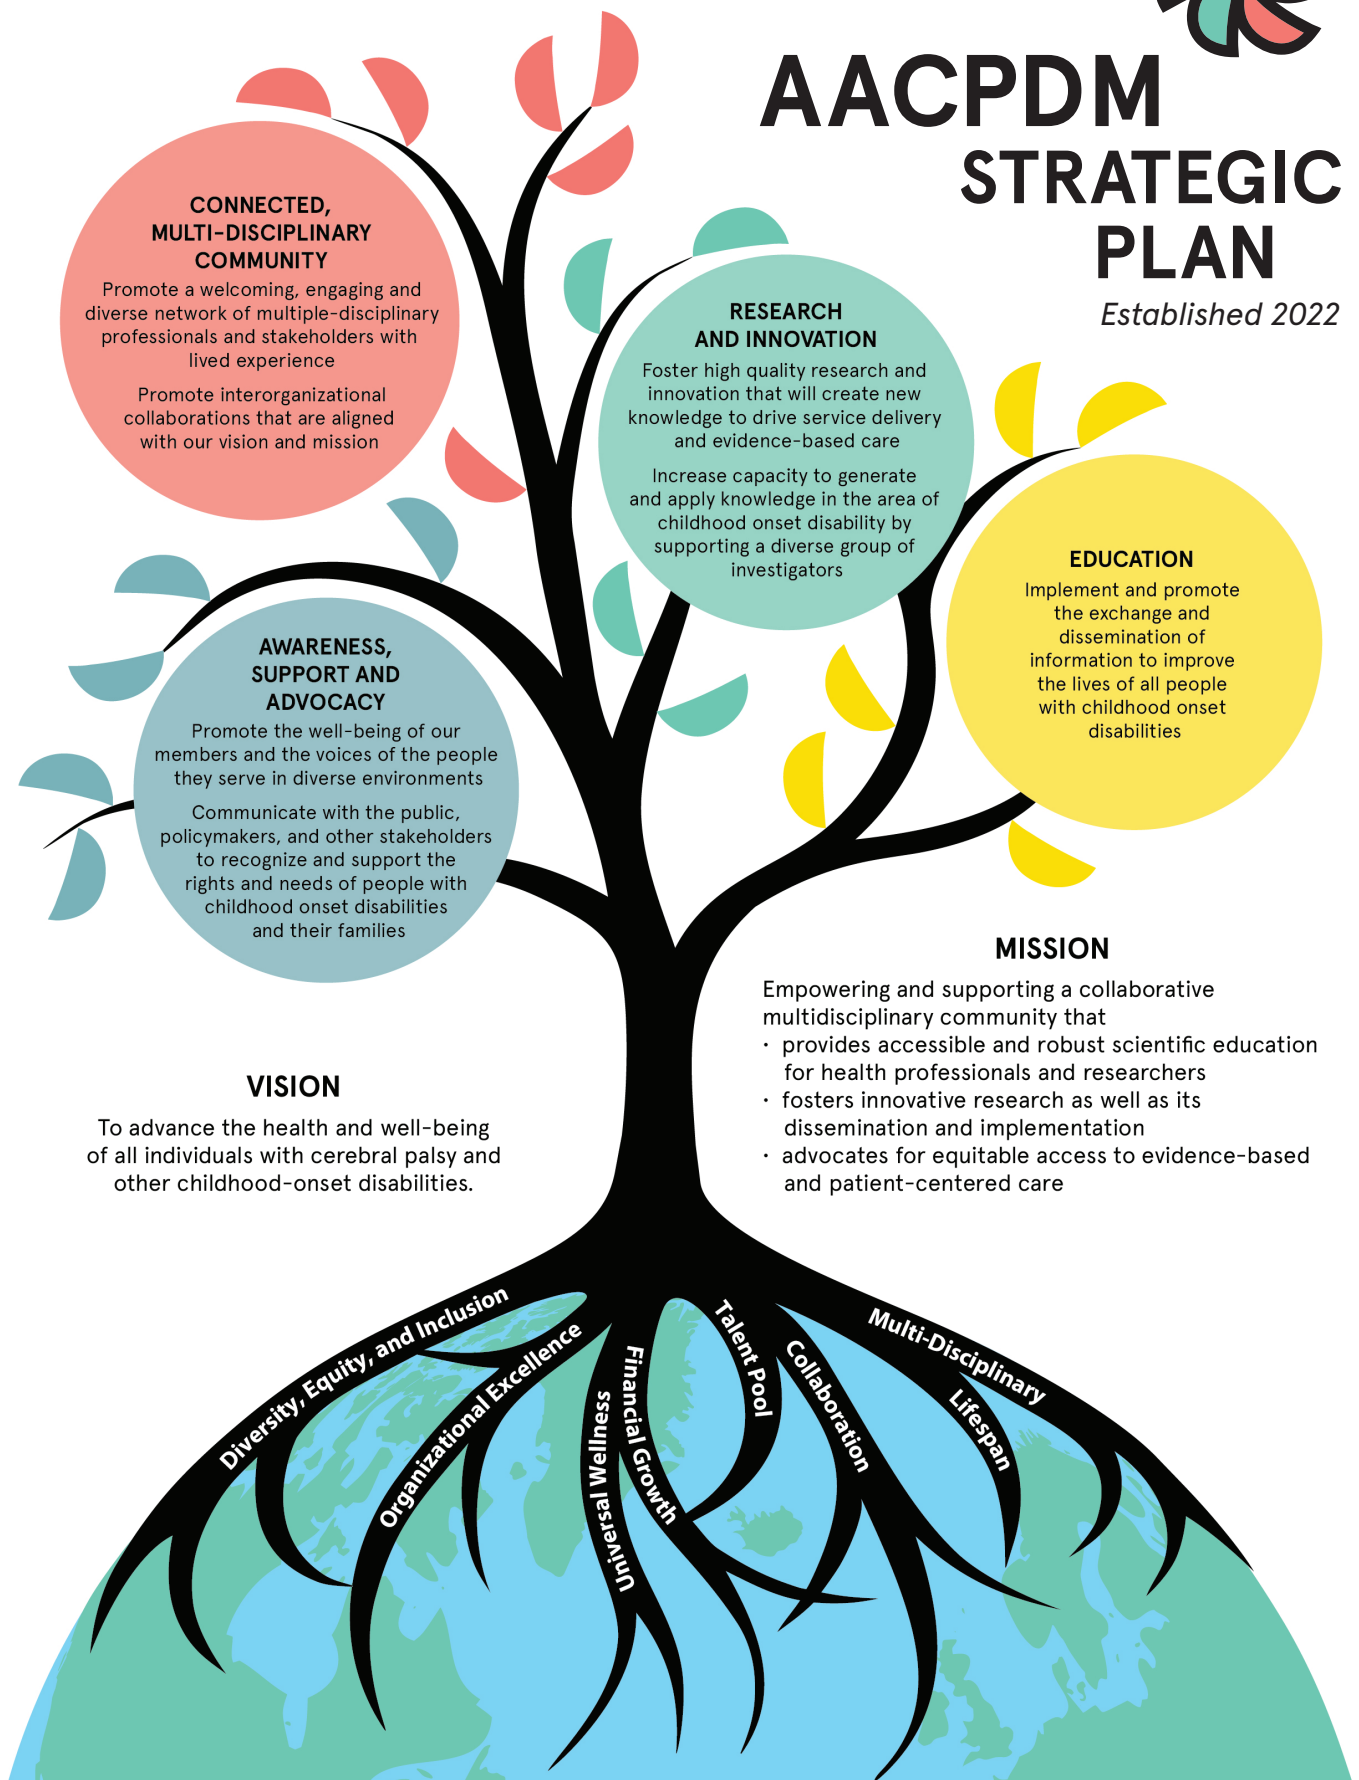 AACPDM
STRATEGIC
PLAN
Established 2022
CONNECTED,
MULTI-DISCIPLINARY
COMMUNITY
Promote a welcoming, engaging and
diverse network of multiple-disciplinary
professionals and stakeholders with
lived experience
Promote interorganizational
collaborations that are aligned
with our vision and mission
RESEARCH
AND INNOVATION
Foster high quality research and
innovation that will create new
knowledge to drive service delivery
and evidence-based care
Increase capacity to generate
and apply knowledge in the area of
childhood onset disability by
supporting a diverse group of
investigators
EDUCATION
Implement and promote
the exchange and
dissemination of
information to improve
the lives of all people
with childhood onset
disabilities
AWARENESS,
SUPPORT AND
ADVOCACY
Promote the well-being of our
members and the voices of the people
they serve in diverse environments
Communicate with the public,
policymakers, and other stakeholders
to recognize and support the
rights and needs of people with
childhood onset disabilities
and their families
MISSION
Empowering and supporting a collaborative
multidisciplinary community that
· provides accessible and robust scientific education
for health professionals and researchers
· fosters innovative research as well as its
dissemination and implementation
· advocates for equitable access to evidence-based
and patient-centered care
VISION
To advance the health and well-being
of all individuals with cerebral palsy and
other childhood-onset disabilities.
Diversity, Equity, and Inclusion
Organizational Excellence
Universal Wellness
Financial Growth
Talent Pool
Collaboration
Multi-Disciplinary
Lifespan